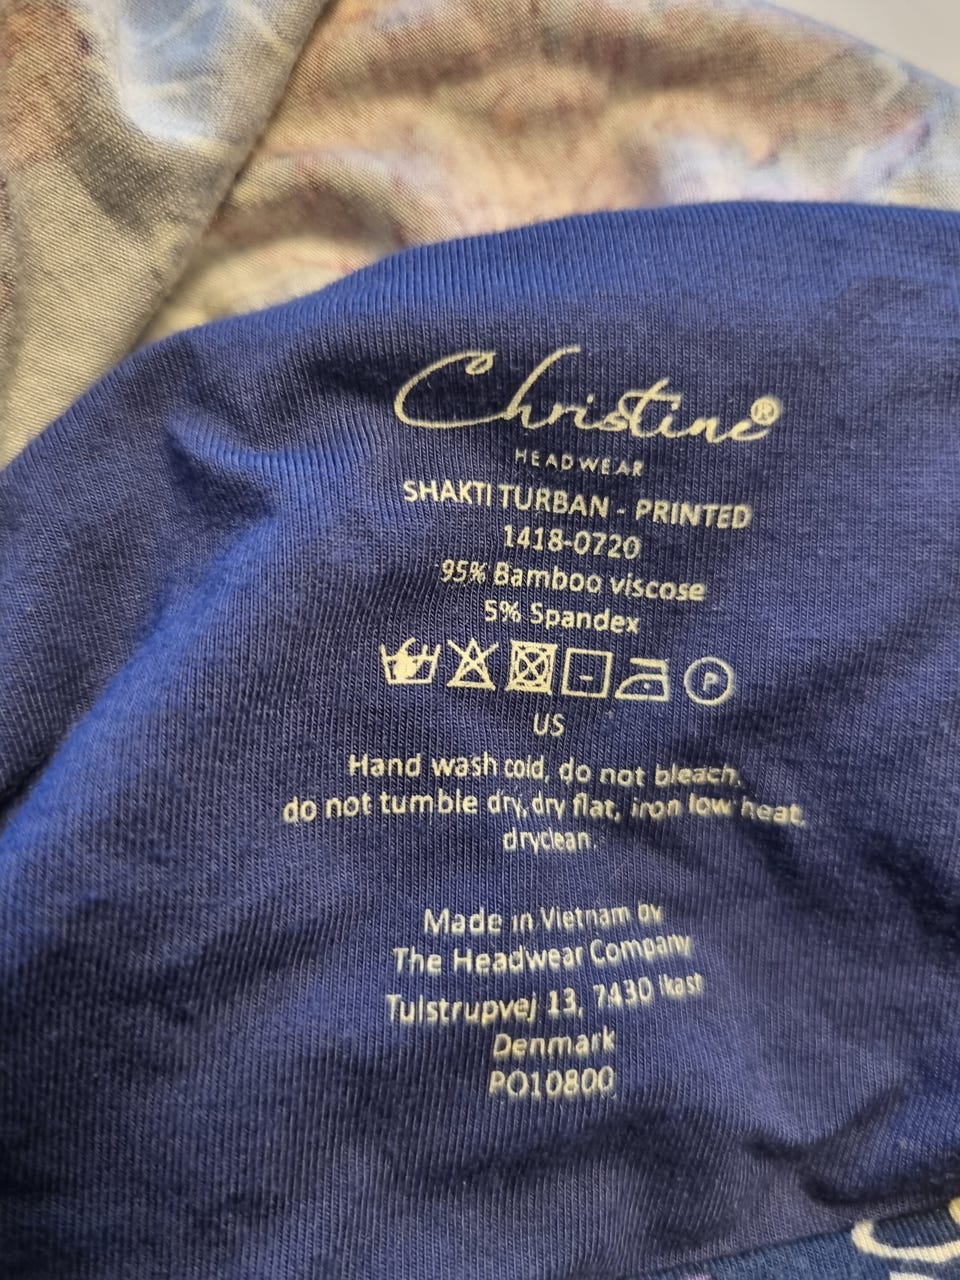 Christine®
HEADWEAR
SHAKTI TURBAN - PRINTED
1418-0720
95% Bamboo viscose
5% Spandex
P
US
Hand wash cold, do not bleach,
do not tumble dry, dry flat, iron low heat,
dryclean.
Made in Vietnam by
The Headwear Company
Tulstrupvej 13, 7430 Ikast
Denmark
PO10800